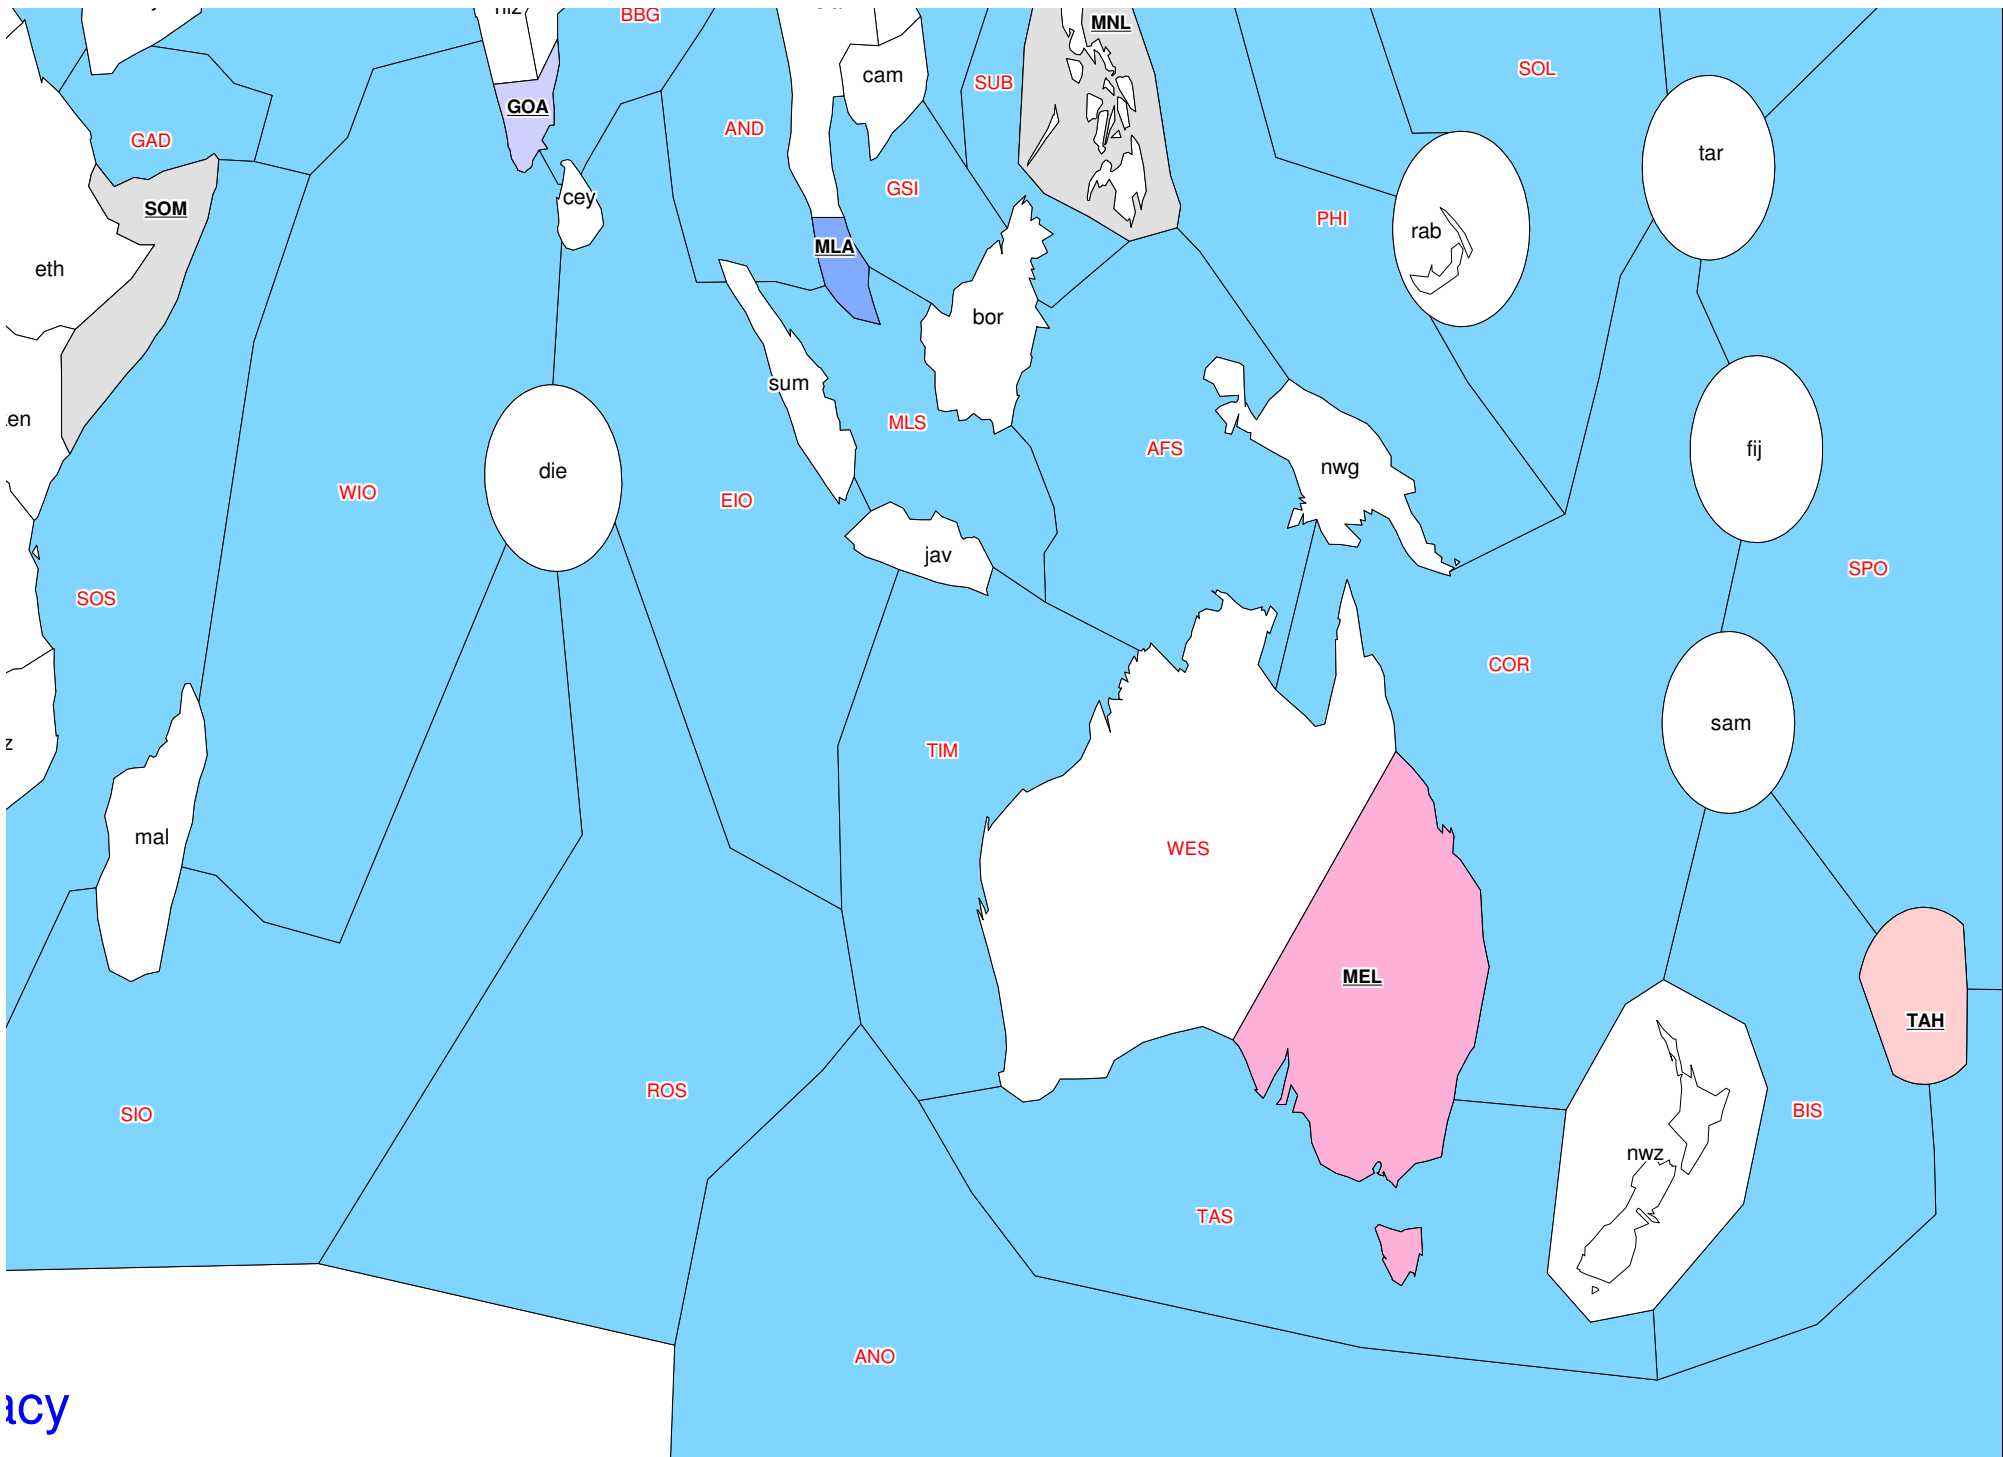 BBG
MNL
SOL
cam
SUB
GOA
AND
GAD
tar
GSI
cey
SOM
PHI
rab
MLA
eth
bor
sum
MLS
AFS
fij
nwg
die
WIO
EIO
jav
SPO
SOS
COR
sam
z
TIM
mal
WES
MEL
TAH
ROS
BIS
SIO
nwz
TAS
ANO
acy